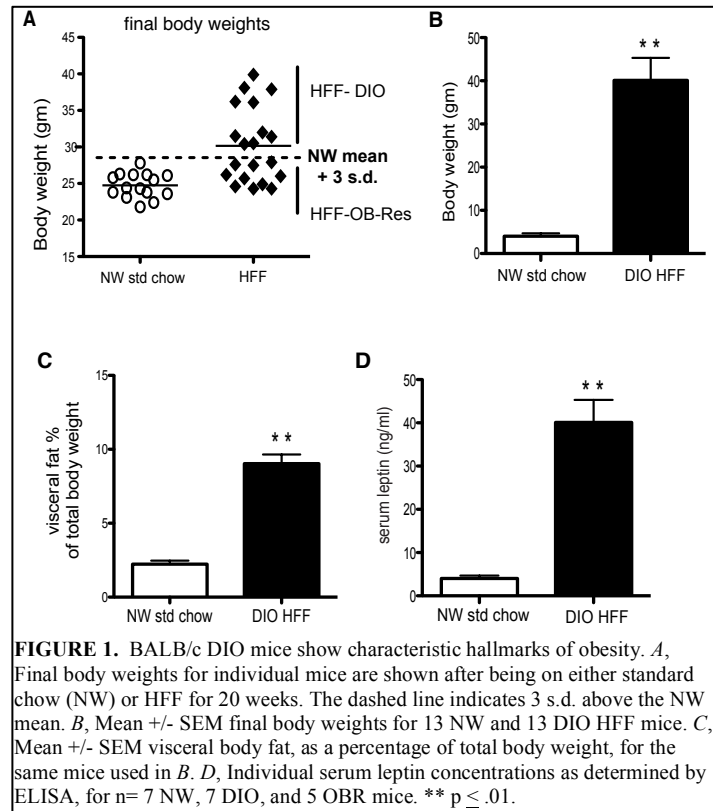 A
final body weights
Body weight (gm)
45
40
35
30
25
20
15
HFF- DIO
NW mean
+ 3 s.d.
HFF-OB-Res
NW std chow
HFF
B
Body weight (gm)
50
40
30
20
10
0
**
NW std chow
DIO HFF
C
visceral fat %
of total body weight
15
10
5
0
**
NW std chow
DIO HFF
D
serum leptin (ng/ml)
50
40
30
20
10
0
**
NW std chow
DIO HFF
FIGURE 1. BALB/c DIO mice show characteristic hallmarks of obesity. A,
Final body weights for individual mice are shown after being on either standard
chow (NW) or HFF for 20 weeks. The dashed line indicates 3 s.d. above the NW
mean. B, Mean +/- SEM final body weights for 13 NW and 13 DIO HFF mice. C,
Mean +/- SEM visceral body fat, as a percentage of total body weight, for the
same mice used in B. D, Individual serum leptin concentrations as determined by
ELISA, for n= 7 NW, 7 DIO, and 5 OBR mice. ** p ≤ .01.